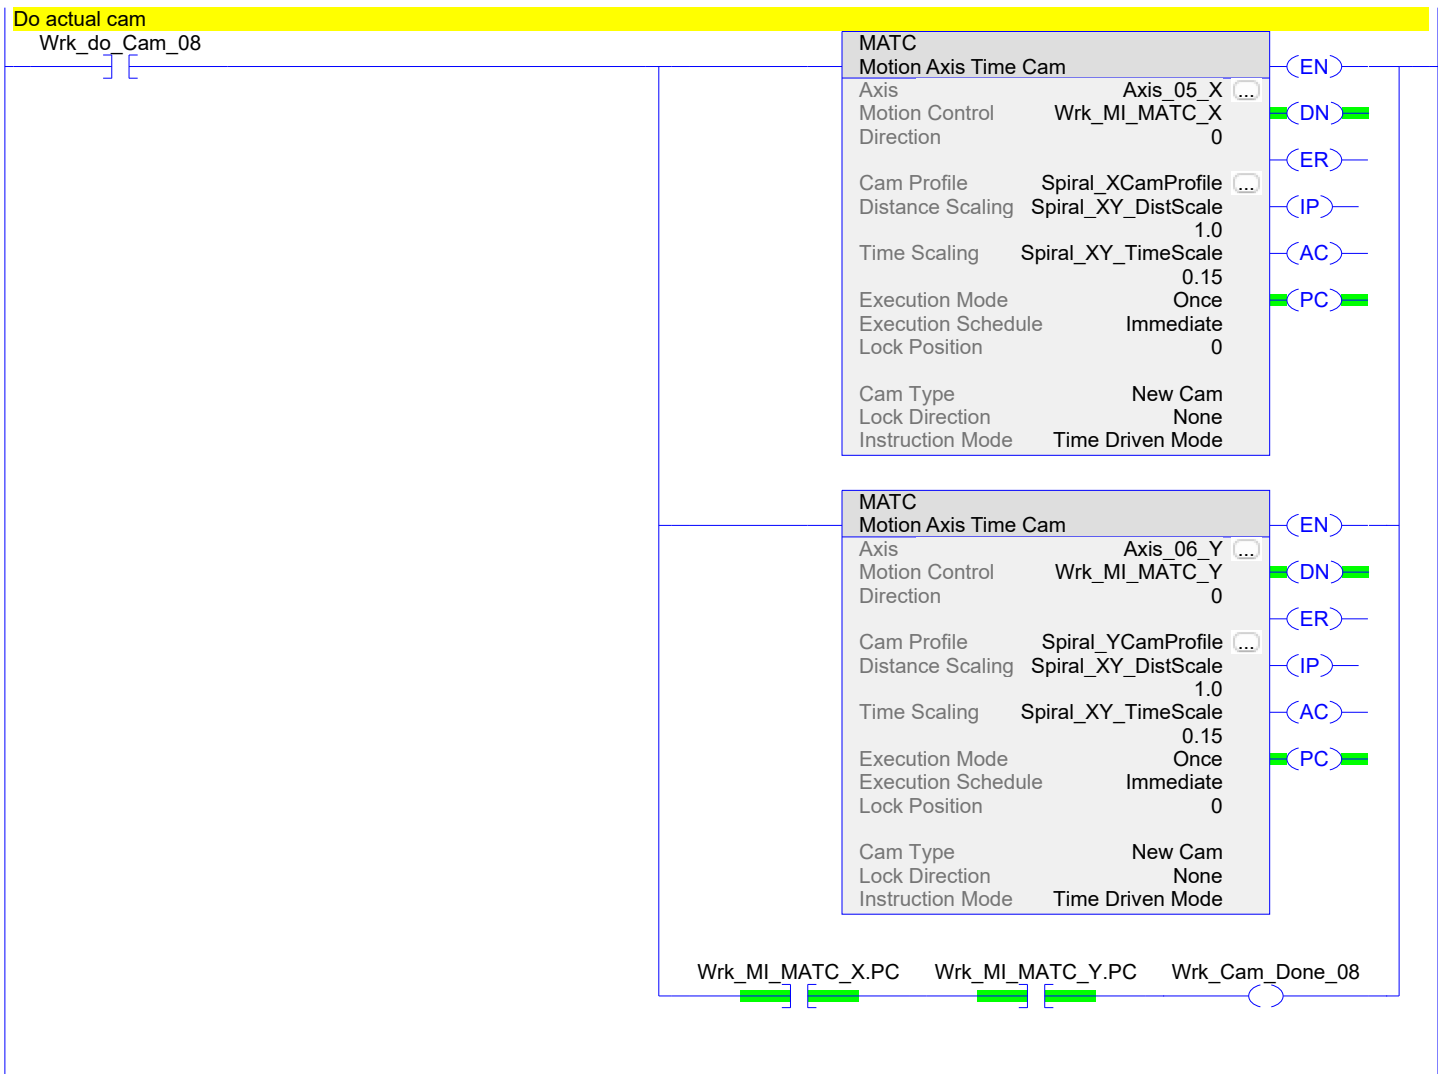 Do actual cam
Wrk_do_Cam_08
MATC
Motion Axis Time Cam
EN
Axis Axis_05_X ...
Motion Control Wrk_MI_MATC_X
DN
Direction 0
ER
Cam Profile Spiral_XCamProfile ...
Distance Scaling Spiral_XY_DistScale
IP
1.0
Time Scaling Spiral_XY_TimeScale
AC
0.15
Execution Mode Once
PC
Execution Schedule Immediate
Lock Position 0
Cam Type New Cam
Lock Direction None
Instruction Mode Time Driven Mode
MATC
Motion Axis Time Cam
EN
Axis Axis_06_Y ...
Motion Control Wrk_MI_MATC_Y
DN
Direction 0
ER
Cam Profile Spiral_YCamProfile ...
Distance Scaling Spiral_XY_DistScale
IP
1.0
Time Scaling Spiral_XY_TimeScale
AC
0.15
Execution Mode Once
PC
Execution Schedule Immediate
Lock Position 0
Cam Type New Cam
Lock Direction None
Instruction Mode Time Driven Mode
Wrk_MI_MATC_X.PC Wrk_MI_MATC_Y.PC Wrk_Cam_Done_08